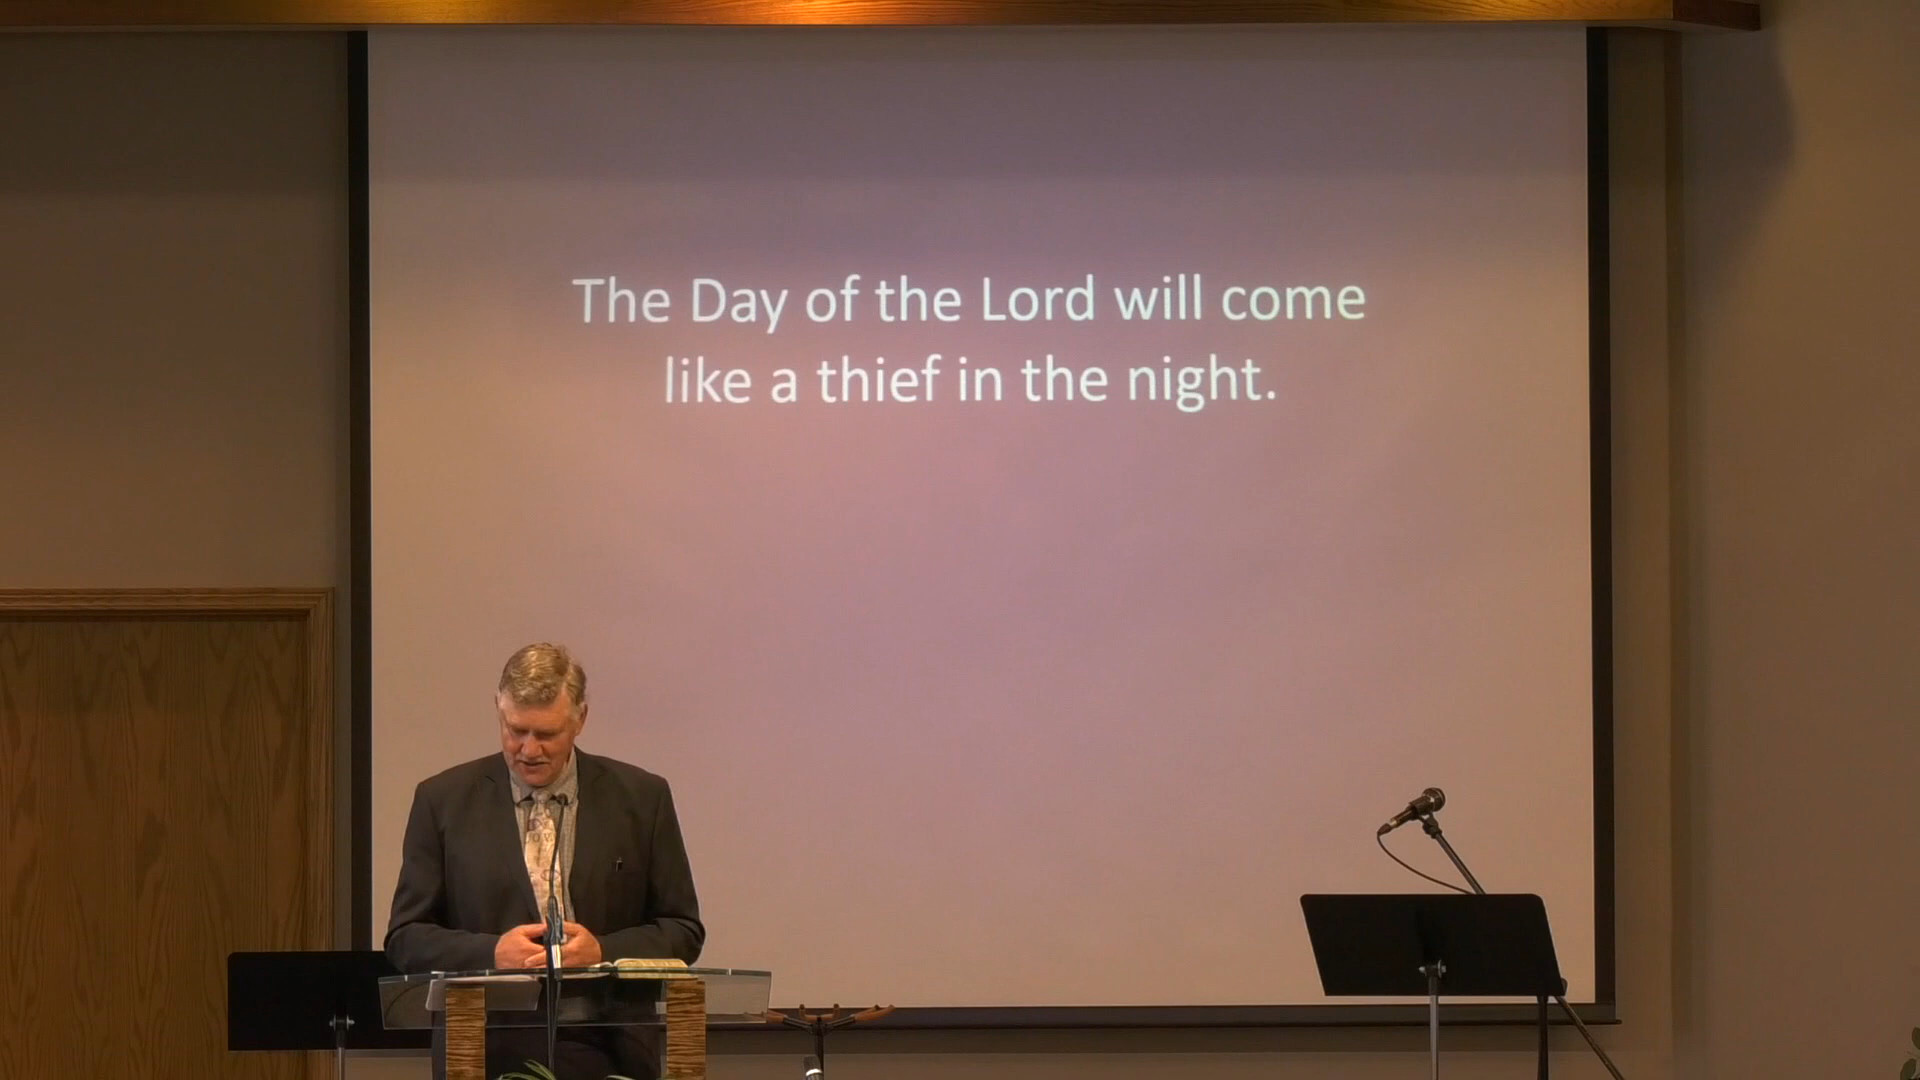 The Day of the Lord will come
like a thief in the night.